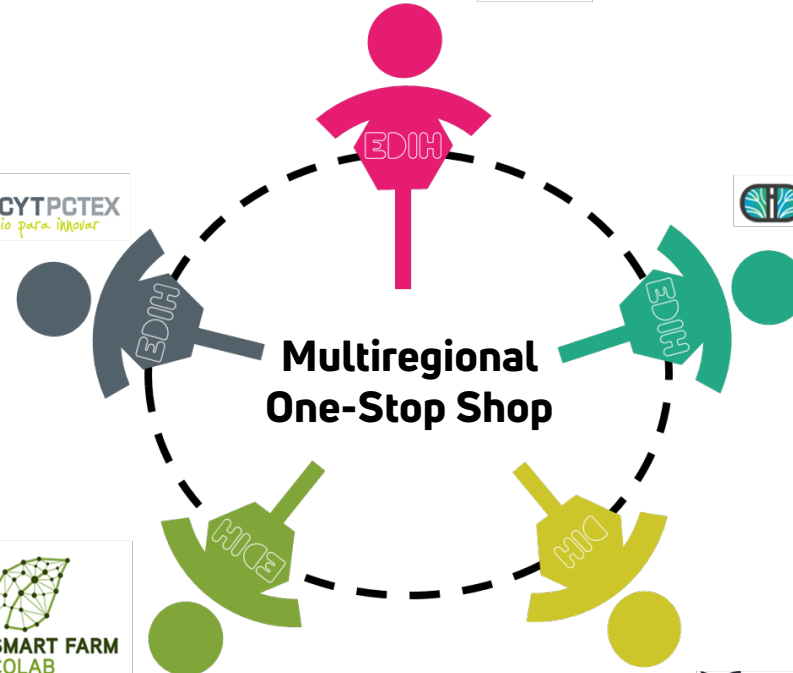 EDIH
CYTPCTEX
io para innovar
EDIH
EDIH
Multiregional
One-Stop Shop
EDIH
DIH
SMART FARM
COLAB